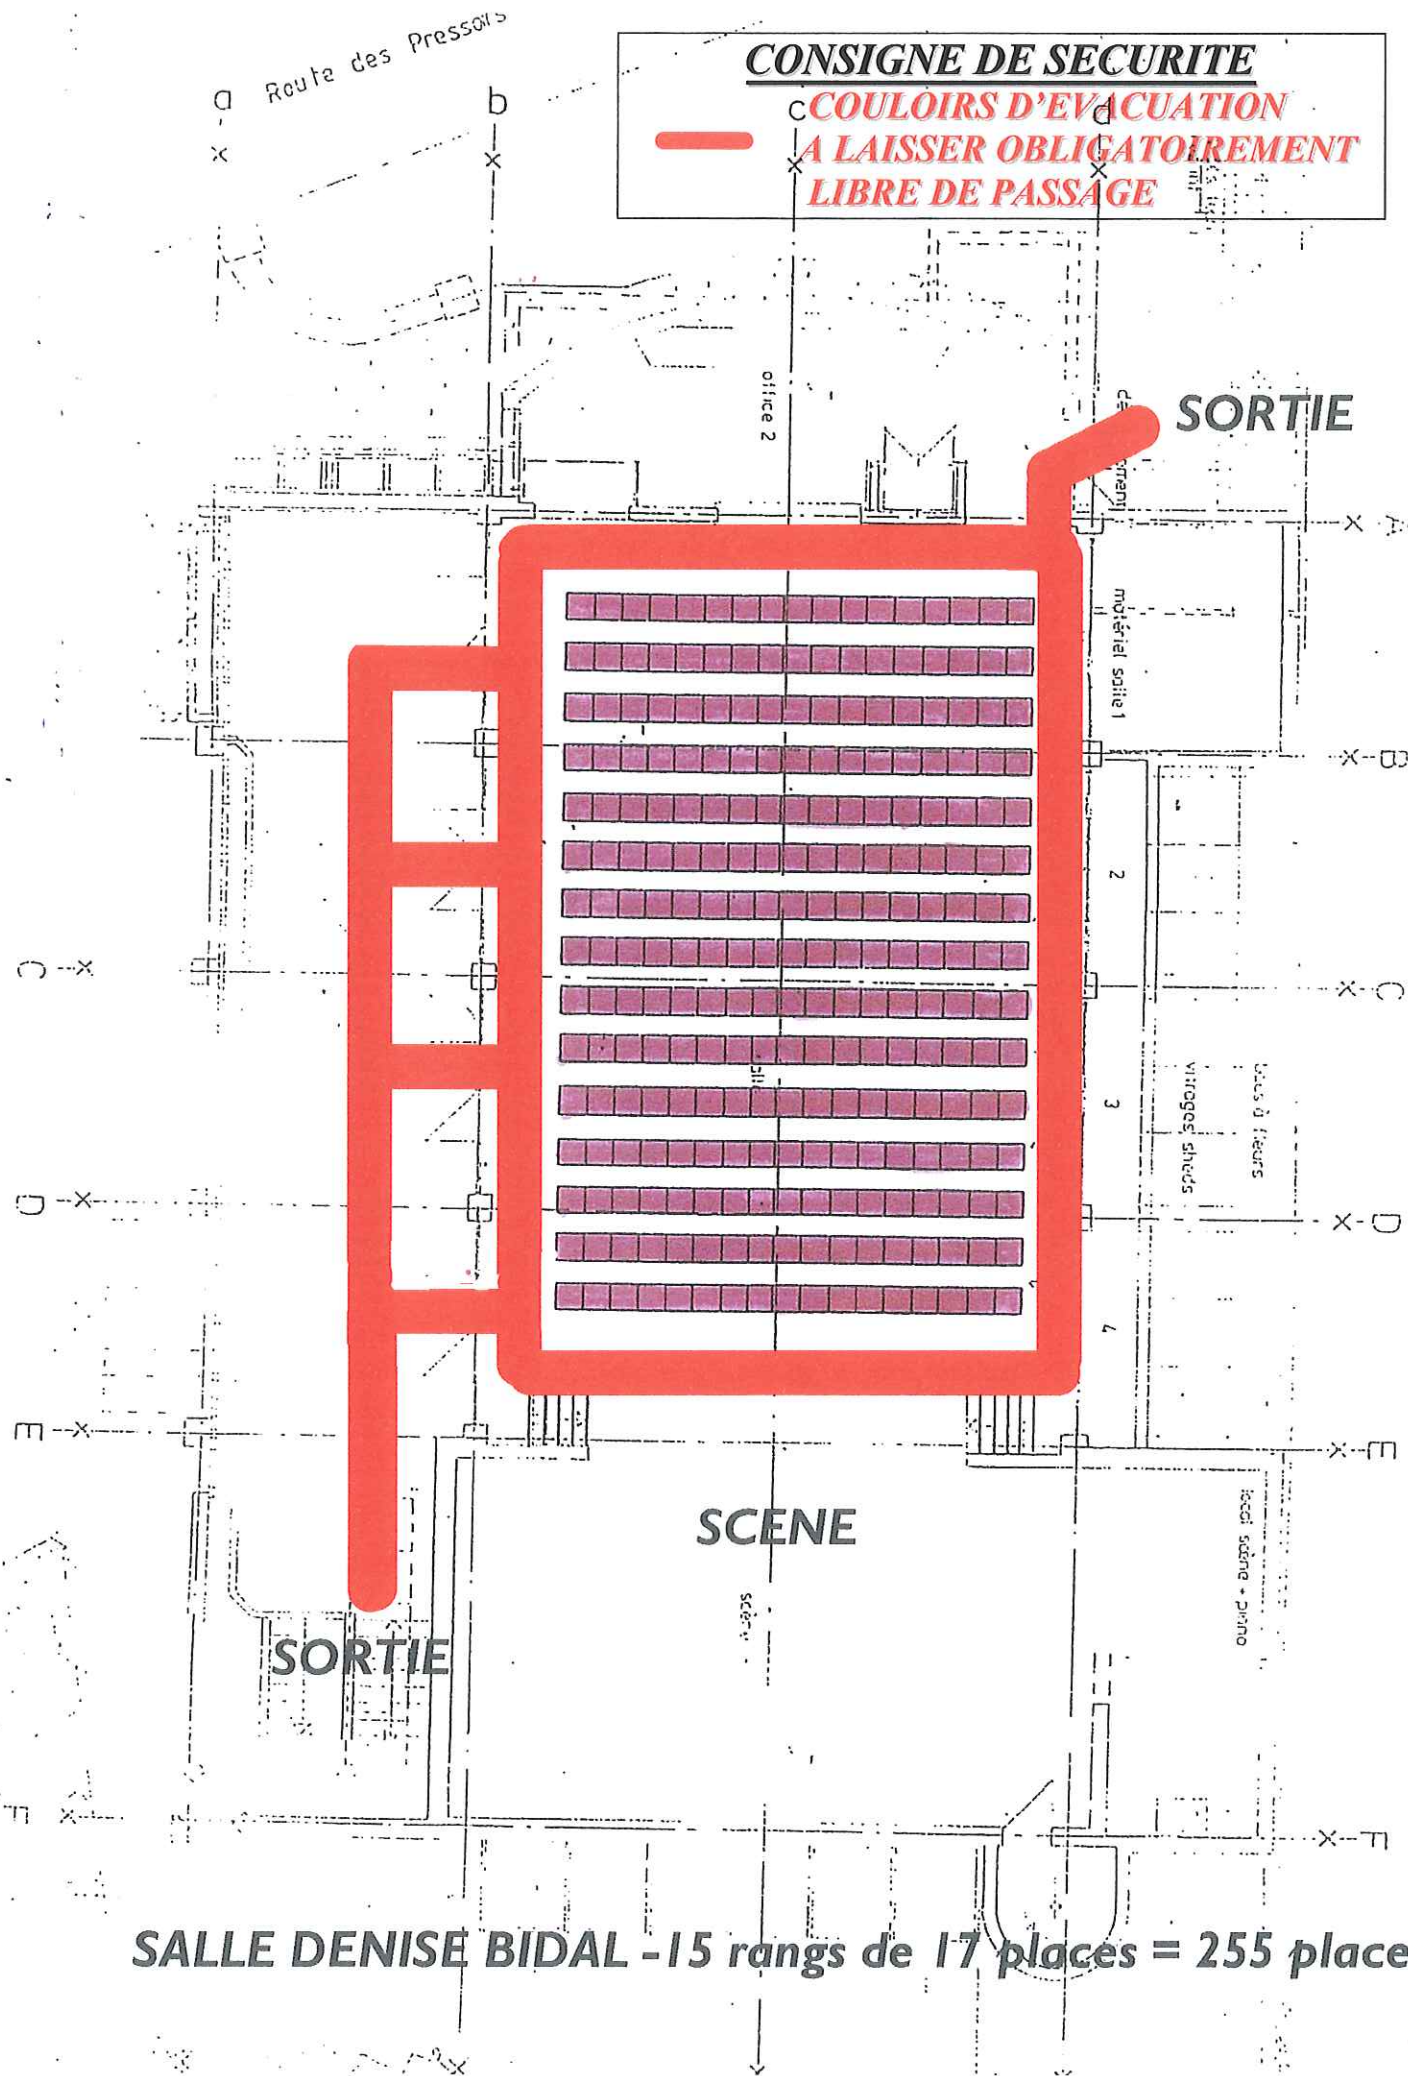 Route des Pressoirs
CONSIGNE DE SECURITE
COULOIRS D'EVACUATION
A LAISSER OBLIGATOIREMENT
LIBRE DE PASSAGE
a
b
c
d
office 2
SORTIE
A
matériel salle 1
B
2
C
C
3
vitrages sheds
D
D
4
E
E
SCENE
local scène + piano
scène
SORTIE
F
F
SALLE DENISE BIDAL - 15 rangs de 17 places = 255 place